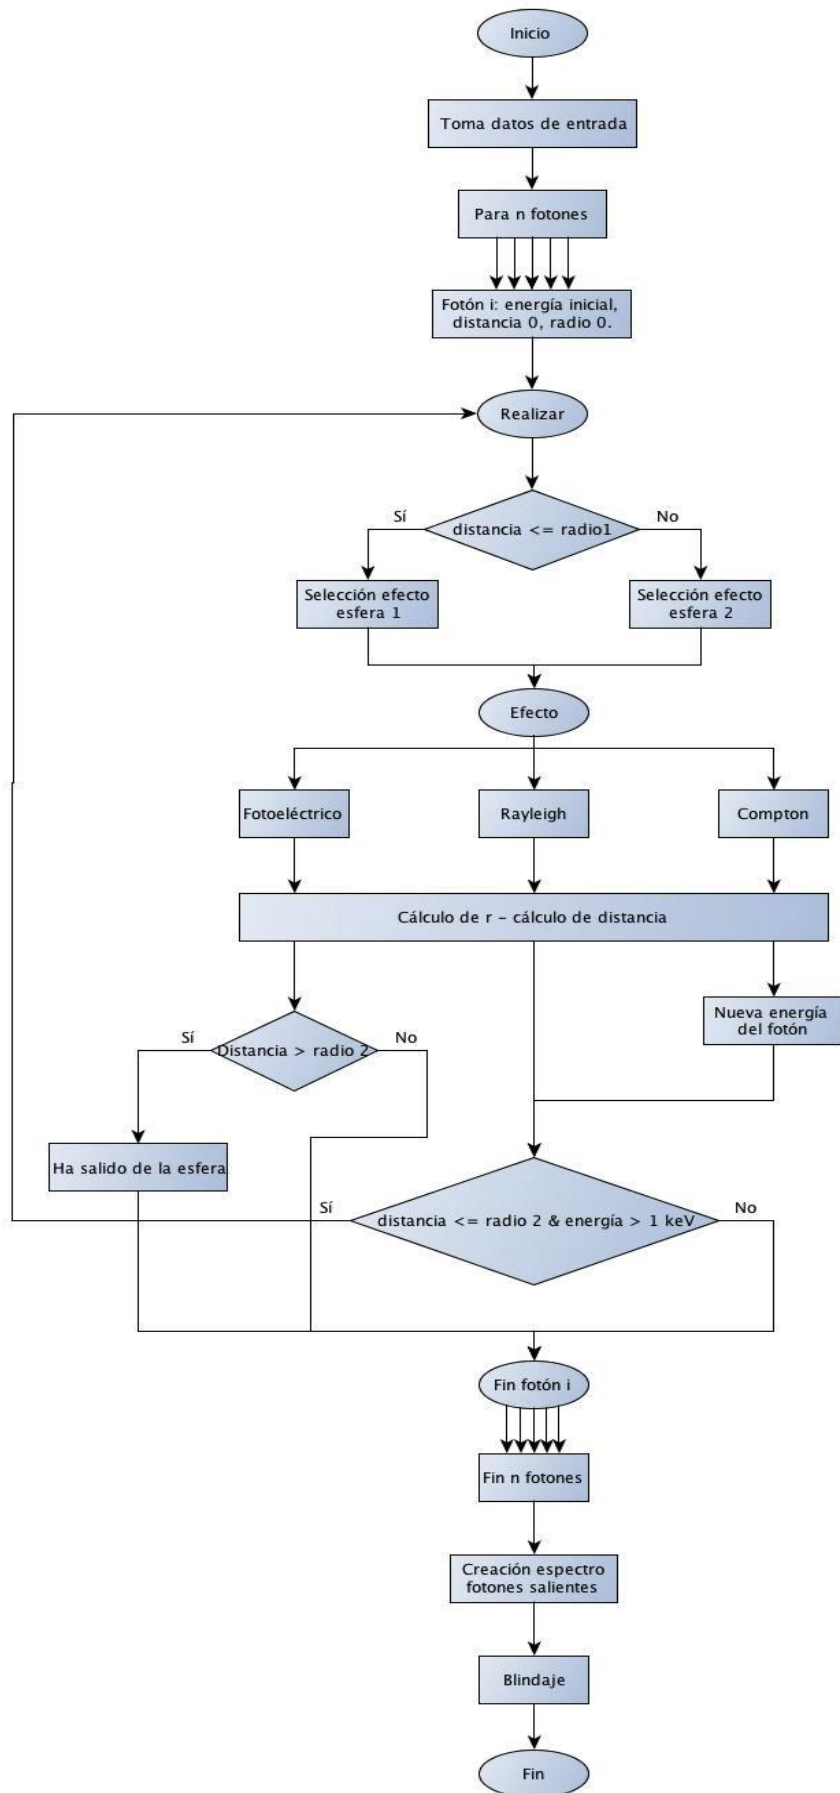 Inicio
Toma datos de entrada
Para n fotones
Fotón i: energía inicial,
distancia 0, radio 0.
Realizar
Sí
distancia <= radio1
No
Selección efecto
esfera 1
Selección efecto
esfera 2
Efecto
Fotoeléctrico
Rayleigh
Compton
Cálculo de r – cálculo de distancia
Nueva energía
del fotón
Sí
Distancia > radio 2
No
Ha salido de la esfera
Sí
distancia <= radio 2 & energía > 1 keV
No
Fin fotón i
Fin n fotones
Creación espectro
fotones salientes
Blindaje
Fin